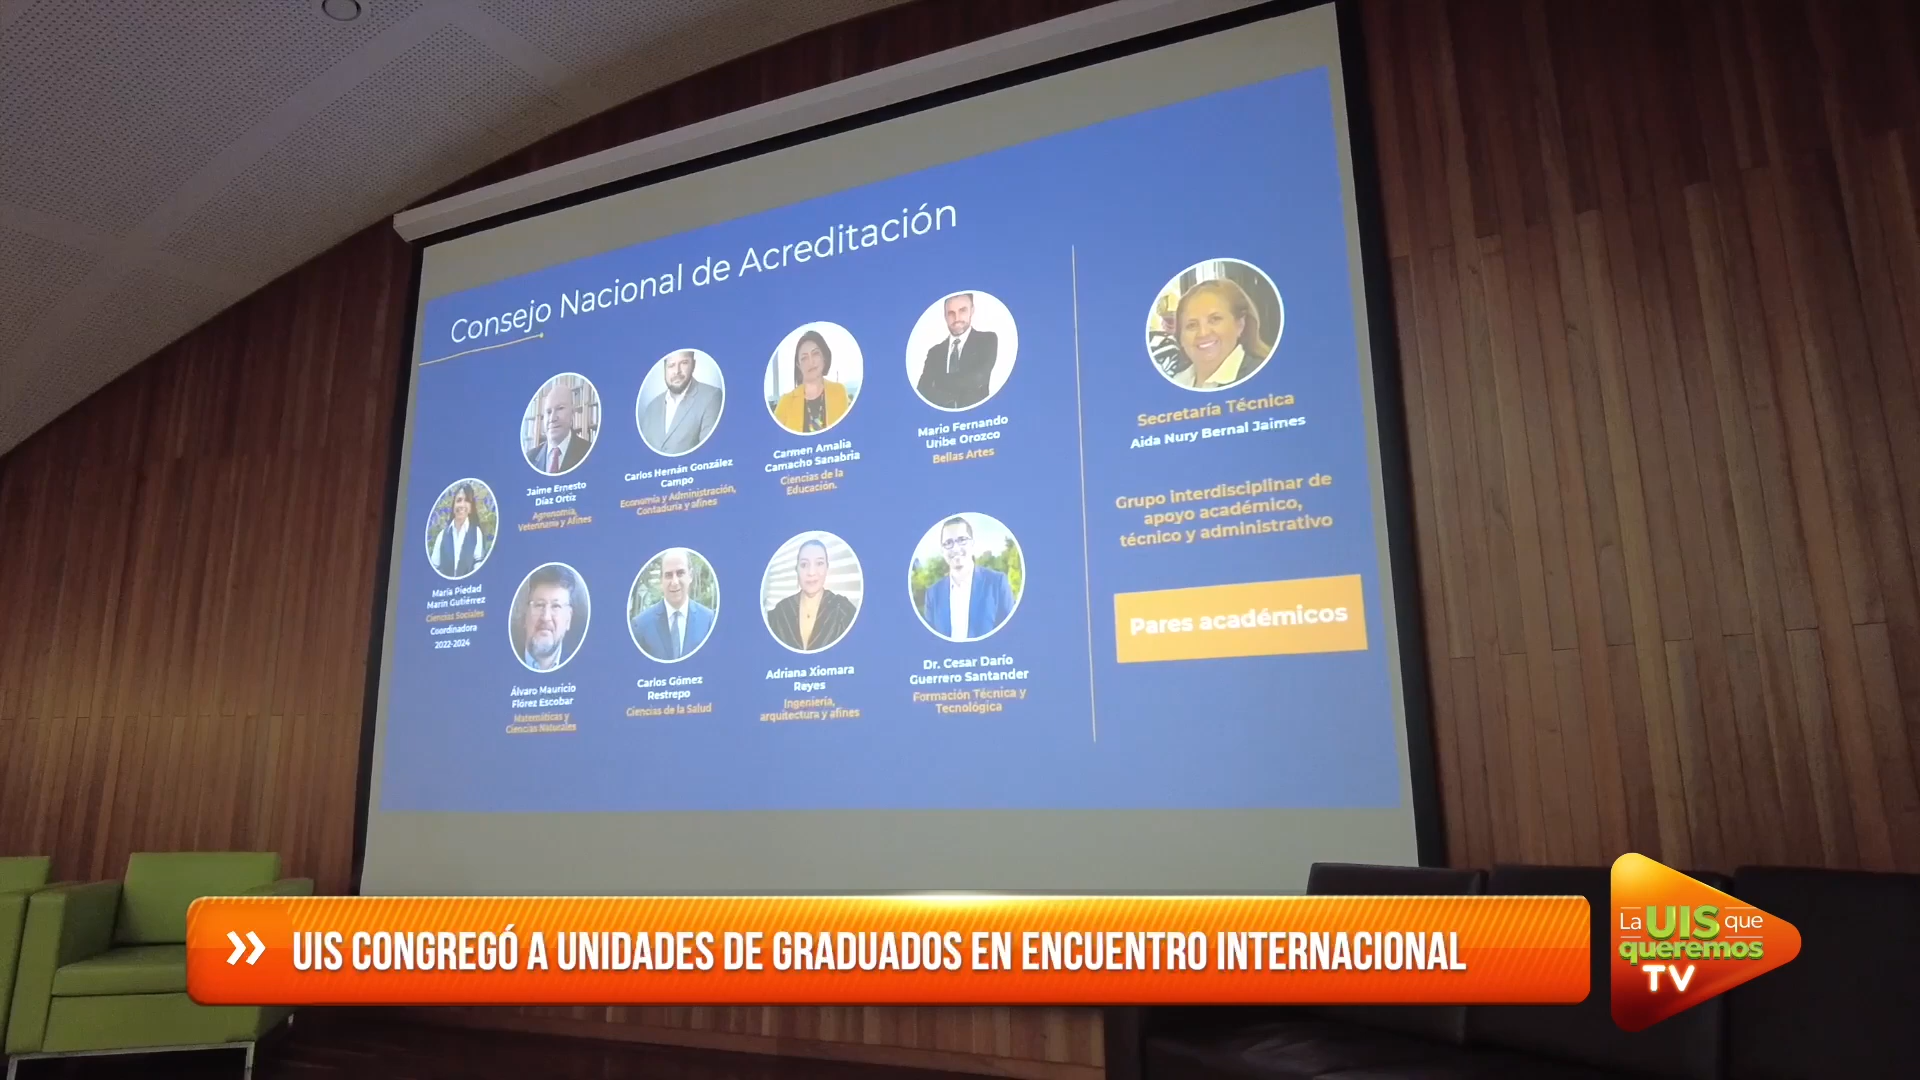 Consejo Nacional de Acreditación
María Piedad
Marín Gutiérrez
Ciencias Sociales
Coordinadora
2022-2024
Jaime Ernesto
Díaz Ortiz
Agronomía,
Veterinaria y Afines
Carlos Hernán González
Campo
Economía y Administración,
Contaduría y afines
Carmen Amalia
Camacho Sanabria
Ciencias de la
Educación.
Mario Fernando
Uribe Orozco
Bellas Artes
Álvaro Mauricio
Flórez Escobar
Matemáticas y
Ciencias Naturales
Carlos Gómez
Restrepo
Ciencias de la Salud
Adriana Xiomara
Reyes
Ingeniería,
arquitectura y afines
Dr. Cesar Darío
Guerrero Santander
Formación Técnica y
Tecnológica
Secretaría Técnica
Aida Nury Bernal Jaimes
Grupo interdisciplinar de
apoyo académico,
técnico y administrativo
Pares académicos
UIS CONGREGÓ A UNIDADES DE GRADUADOS EN ENCUENTRO INTERNACIONAL
La UIS que
queremos
TV